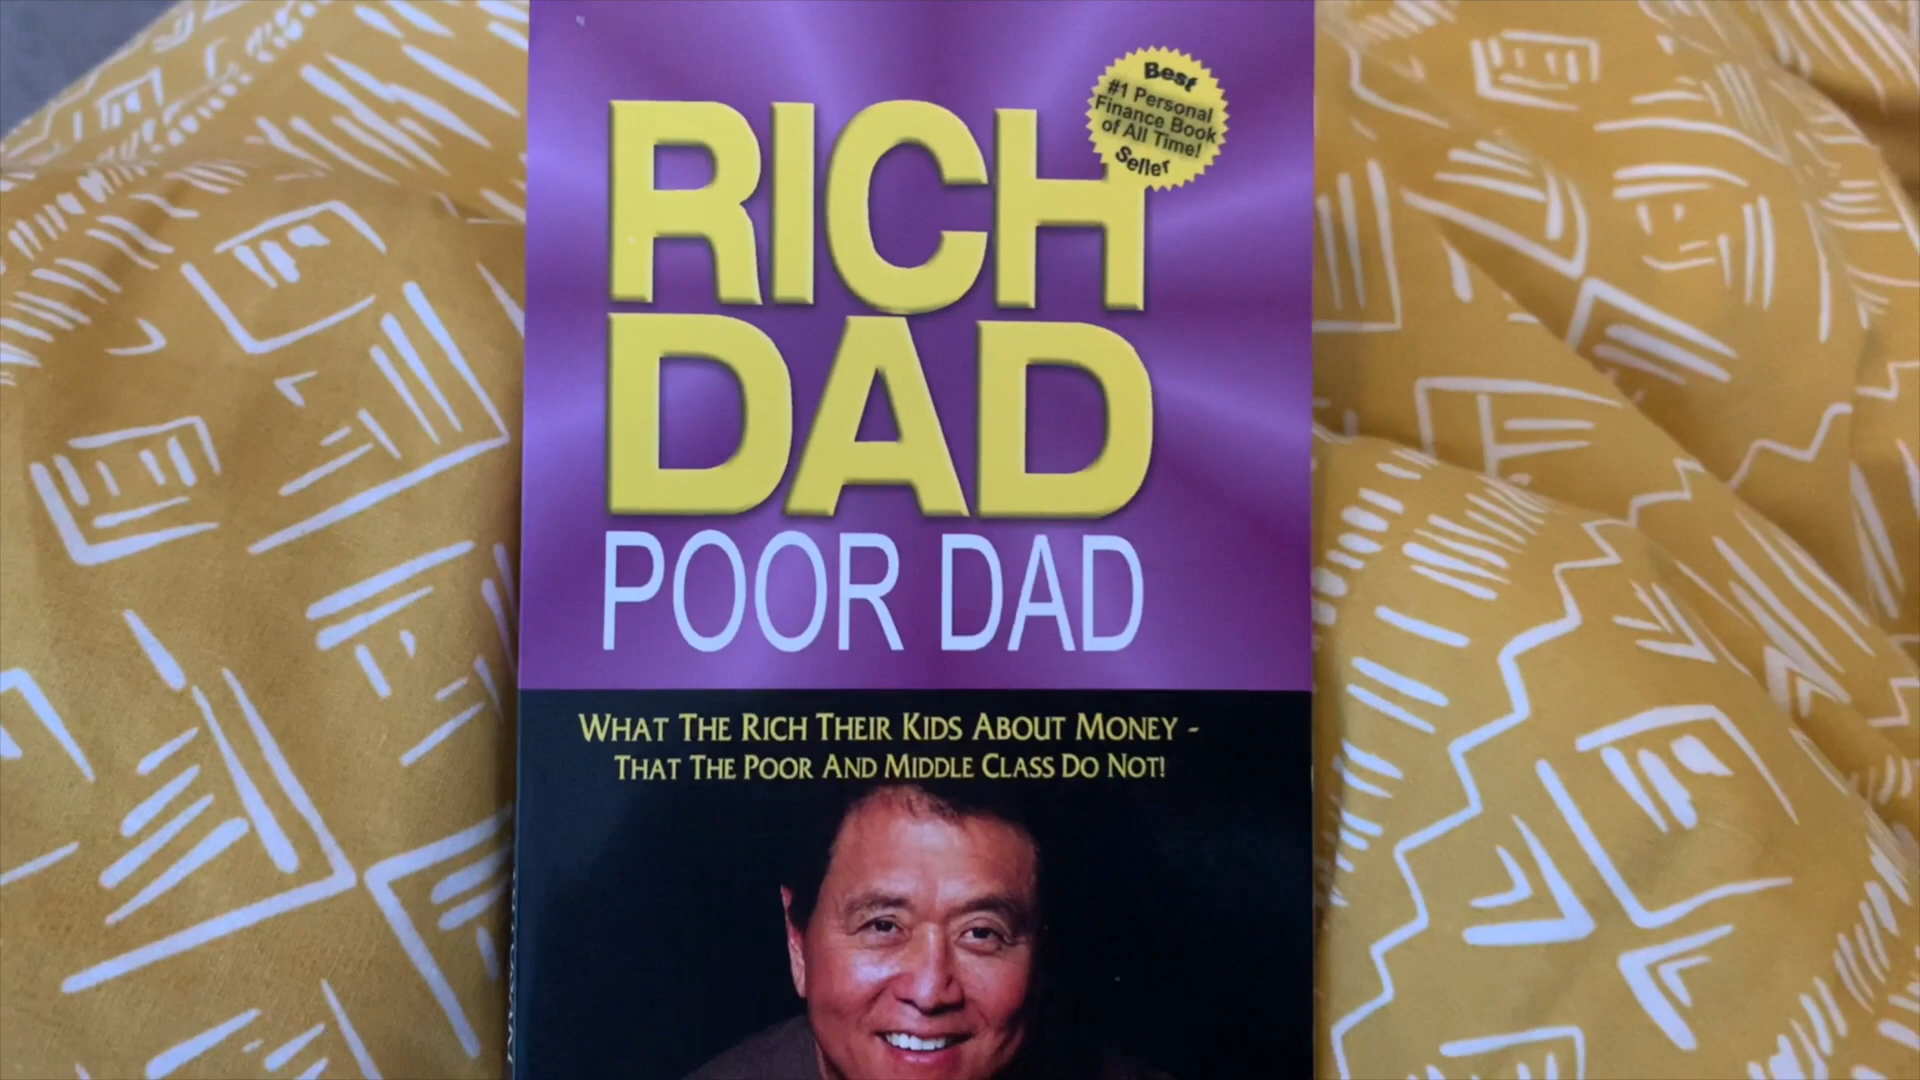 Best
#1 Personal
Finance Book
of All Time!
Seller
RICH
DAD
POOR DAD
WHAT THE RICH THEIR KIDS ABOUT MONEY -
THAT THE POOR AND MIDDLE CLASS DO NOT!